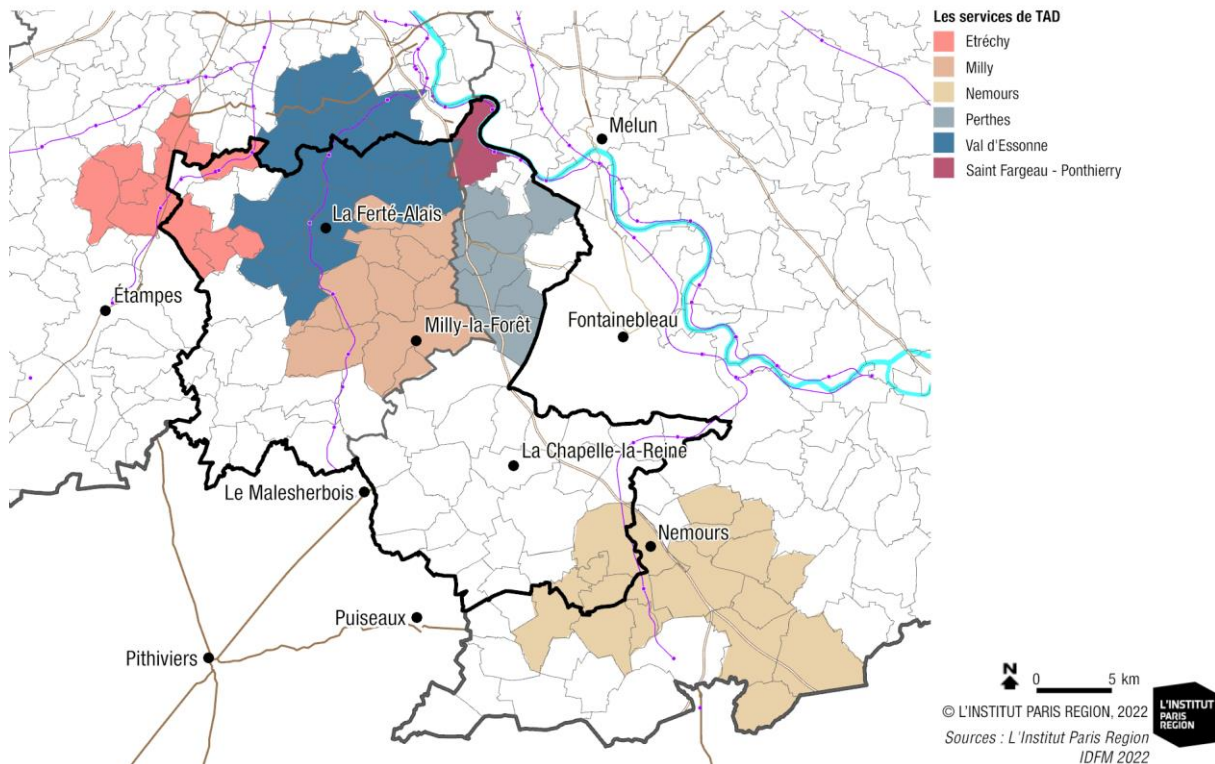 Les services de TAD
Etréchy
Milly
Nemours
Perthes
Val d'Essonne
Saint Fargeau - Ponthierry
Melun
La Ferté-Alais
Étampes
Milly-la-Forêt
Fontainebleau
La Chapelle-la-Reine
Le Malesherbois
Nemours
Puiseaux
Pithiviers
N
0 5 km
© L'INSTITUT PARIS REGION, 2022
Sources : L'Institut Paris Region
IDFM 2022
L'INSTITUT
PARIS
REGION